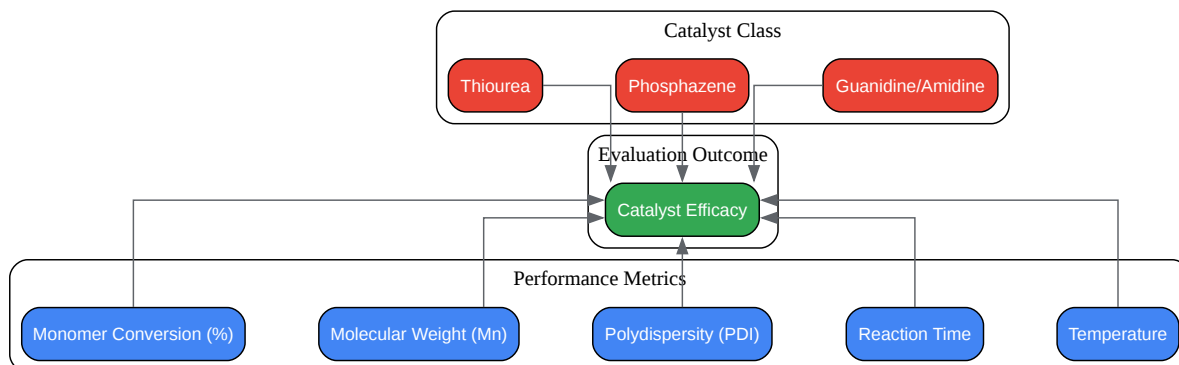 Catalyst Class
Thiourea
Phosphazene
Guanidine/Amidine
Evaluation Outcome
Catalyst Efficacy
Performance Metrics
Monomer Conversion (%)
Molecular Weight (Mn)
Polydispersity (PDI)
Reaction Time
Temperature